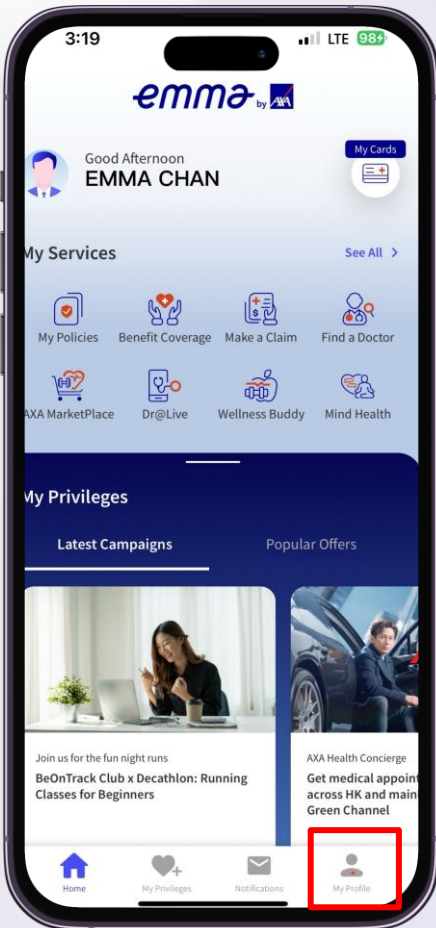 3:19
LTE 98
emma by AXA
My Cards
Good Afternoon
EMMA CHAN
My Services
See All >
My Policies
Benefit Coverage
Make a Claim
Find a Doctor
AXA MarketPlace
Dr@Live
Wellness Buddy
Mind Health
My Privileges
Latest Campaigns
Popular Offers
Join us for the fun night runs
BeOnTrack Club x Decathlon: Running
Classes for Beginners
AXA Health Concierge
Get medical appoint
across HK and main
Green Channel
Home
My Privileges
Notifications
My Profile